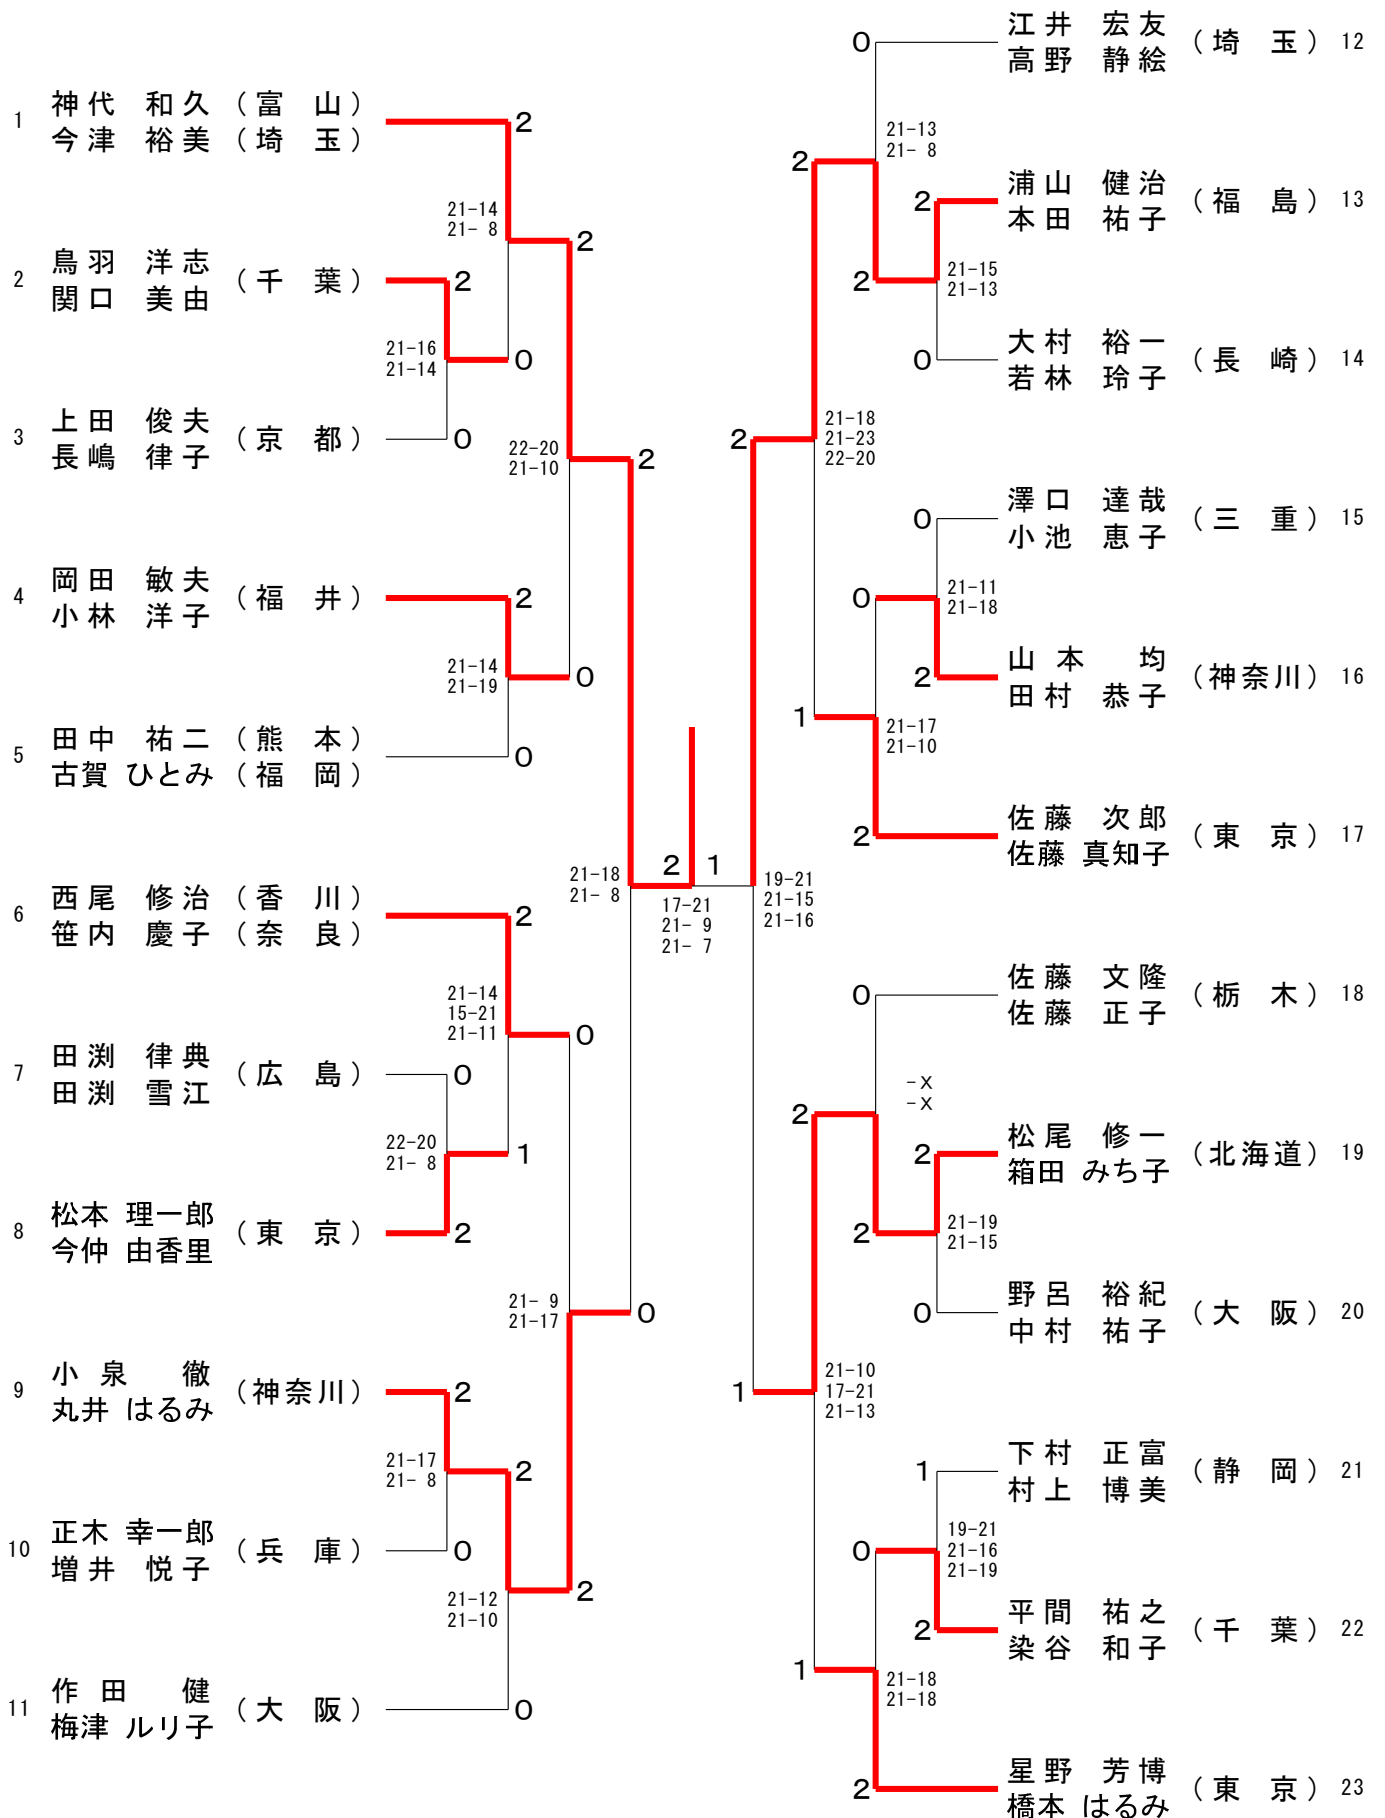 1 神代 和久 (富 山)
今津 裕美 (埼 玉)
2
21-14
21- 8
2
2 鳥羽 洋志 (千 葉)
関口 美由
2
21-16
21-14
0
3 上田 俊夫 (京 都)
長嶋 律子
0
22-20
21-10
2
4 岡田 敏夫 (福 井)
小林 洋子
2
21-14
21-19
0
5 田中 祐二 (熊 本)
古賀 ひとみ (福 岡)
0
21-18
21- 8
6 西尾 修治 (香 川)
笹内 慶子 (奈 良)
2
21-14
15-21
21-11
0
7 田渕 律典 (広 島)
田渕 雪江
0
22-20
21- 8
1
8 松本 理一郎 (東 京)
今仲 由香里
2
21- 9
21-17
0
9 小泉 徹 (神奈川)
丸井 はるみ
2
21-17
21- 8
2
10 正木 幸一郎 (兵 庫)
増井 悦子
0
21-12
21-10
2
11 作田 健 (大 阪)
梅津 ルリ子
0
2 1
17-21
21- 9
21- 7
0
江井 宏友 (埼 玉) 12
高野 静絵
21-13
21- 8
2
2
浦山 健治 (福 島) 13
本田 祐子
2
21-15
21-13
0
大村 裕一 (長 崎) 14
若林 玲子
2
21-18
21-23
22-20
0
澤口 達哉 (三 重) 15
小池 恵子
0
21-11
21-18
2
山本 均 (神奈川) 16
田村 恭子
1
21-17
21-10
2
佐藤 次郎 (東 京) 17
佐藤 真知子
19-21
21-15
21-16
0
佐藤 文隆 (栃 木) 18
佐藤 正子
-X
-X
2
2
松尾 修一 (北海道) 19
箱田 みち子
2
21-19
21-15
0
野呂 裕紀 (大 阪) 20
中村 祐子
1
21-10
17-21
21-13
1
下村 正富 (静 岡) 21
村上 博美
0
19-21
21-16
21-19
2
平間 祐之 (千 葉) 22
染谷 和子
1
21-18
21-18
2
星野 芳博 (東 京) 23
橋本 はるみ